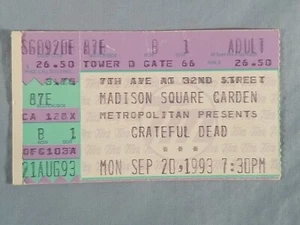 SG0920E 87E B 1 ADULT
26.50 TOWER D GATE 66 26.50
7TH AVE AT 32ND STREET
87E MADISON SQUARE GARDEN
CA 128X METROPOLITAN PRESENTS
B 1 GRATEFUL DEAD
* * *
21AUG93 MON SEP 20,1993 7:30PM